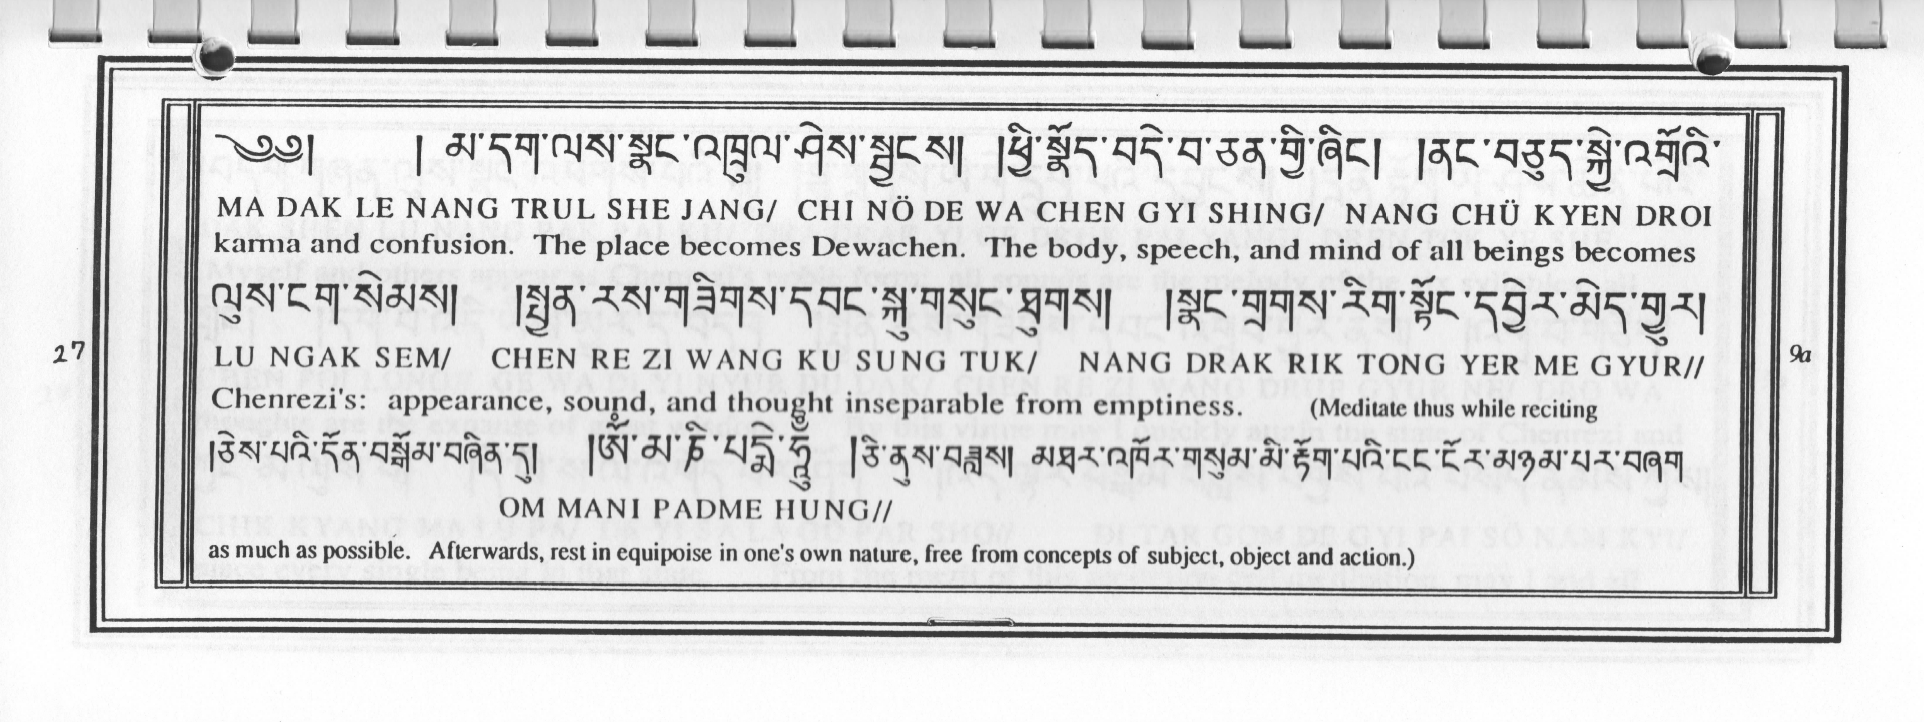 ༄༅། །མ་དག་ལས་སྣང་འཁྲུལ་ཤེས་སྦྱངས། །ཕྱི་སྣོད་བདེ་བ་ཅན་གྱི་ཞིང། །ནང་བཅུད་སྐྱེ་འགྲོའི་
MA DAK LE NANG TRUL SHE JANG/ CHI NÖ DE WA CHEN GYI SHING/ NANG CHÜ KYEN DROI
karma and confusion. The place becomes Dewachen. The body, speech, and mind of all beings becomes
ལུས་ངག་སེམས། །སྤྱན་རས་གཟིགས་དབང་སྐུ་གསུང་ཐུགས། །སྣང་གྲགས་རིག་སྟོང་དབྱེར་མེད་གྱུར།
27
LU NGAK SEM/ CHEN RE ZI WANG KU SUNG TUK/ NANG DRAK RIK TONG YER ME GYUR//
9a
Chenrezi's: appearance, sound, and thought inseparable from emptiness. (Meditate thus while reciting
།ཅེས་པའི་དོན་བསྒོམ་བཞིན་དུ། །ༀ་མ་ཎི་པདྨེ་ཧཱུྃ། །ཅི་ནུས་བཟླས། མཐར་འཁོར་གསུམ་མི་རྟོག་པའི་ངང་ངོར་མཉམ་པར་བཞག
OM MANI PADME HUNG//
as much as possible. Afterwards, rest in equipoise in one's own nature, free from concepts of subject, object and action.)